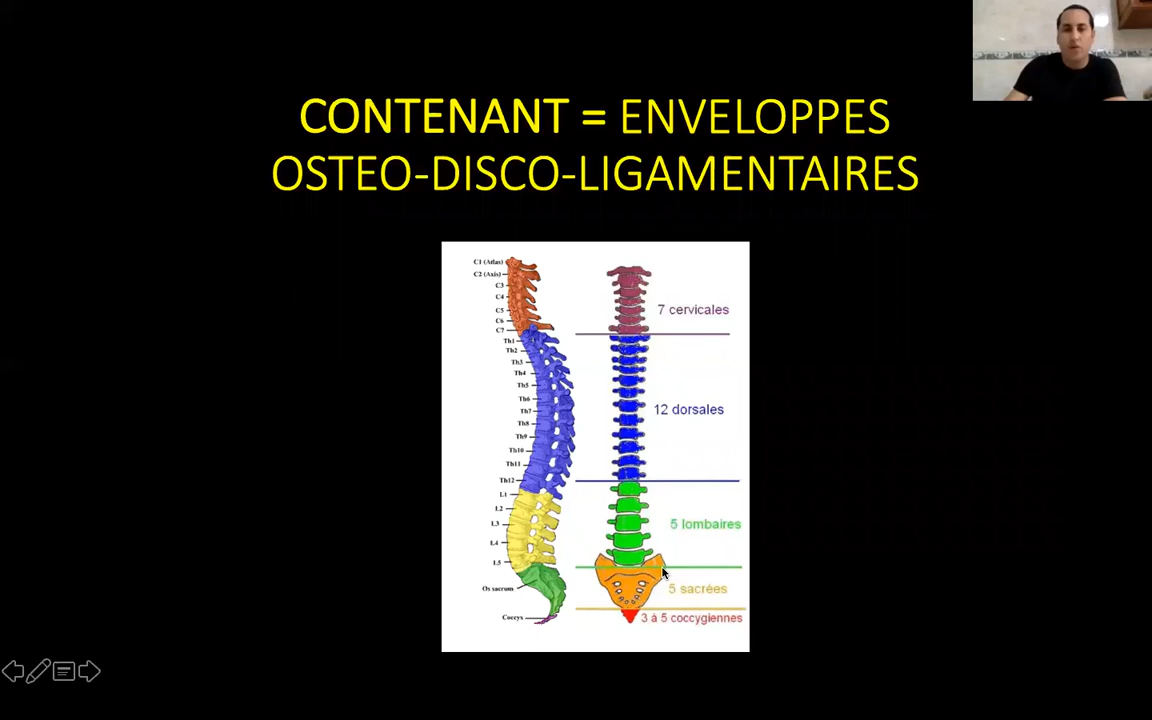 CONTENANT = ENVELOPPES
OSTEO-DISCO-LIGAMENTAIRES
C1 (Atlas)
C2 (Axis)
C3
C4
C5
C6
C7
Th1
Th2
Th3
Th4
Th5
Th6
Th7
Th8
Th9
Th10
Th11
Th12
L1
L2
L3
L4
L5
Os sacrum
Coccys
7 cervicales
12 dorsales
5 lombaires
5 sacrées
3 à 5 coccygiennes